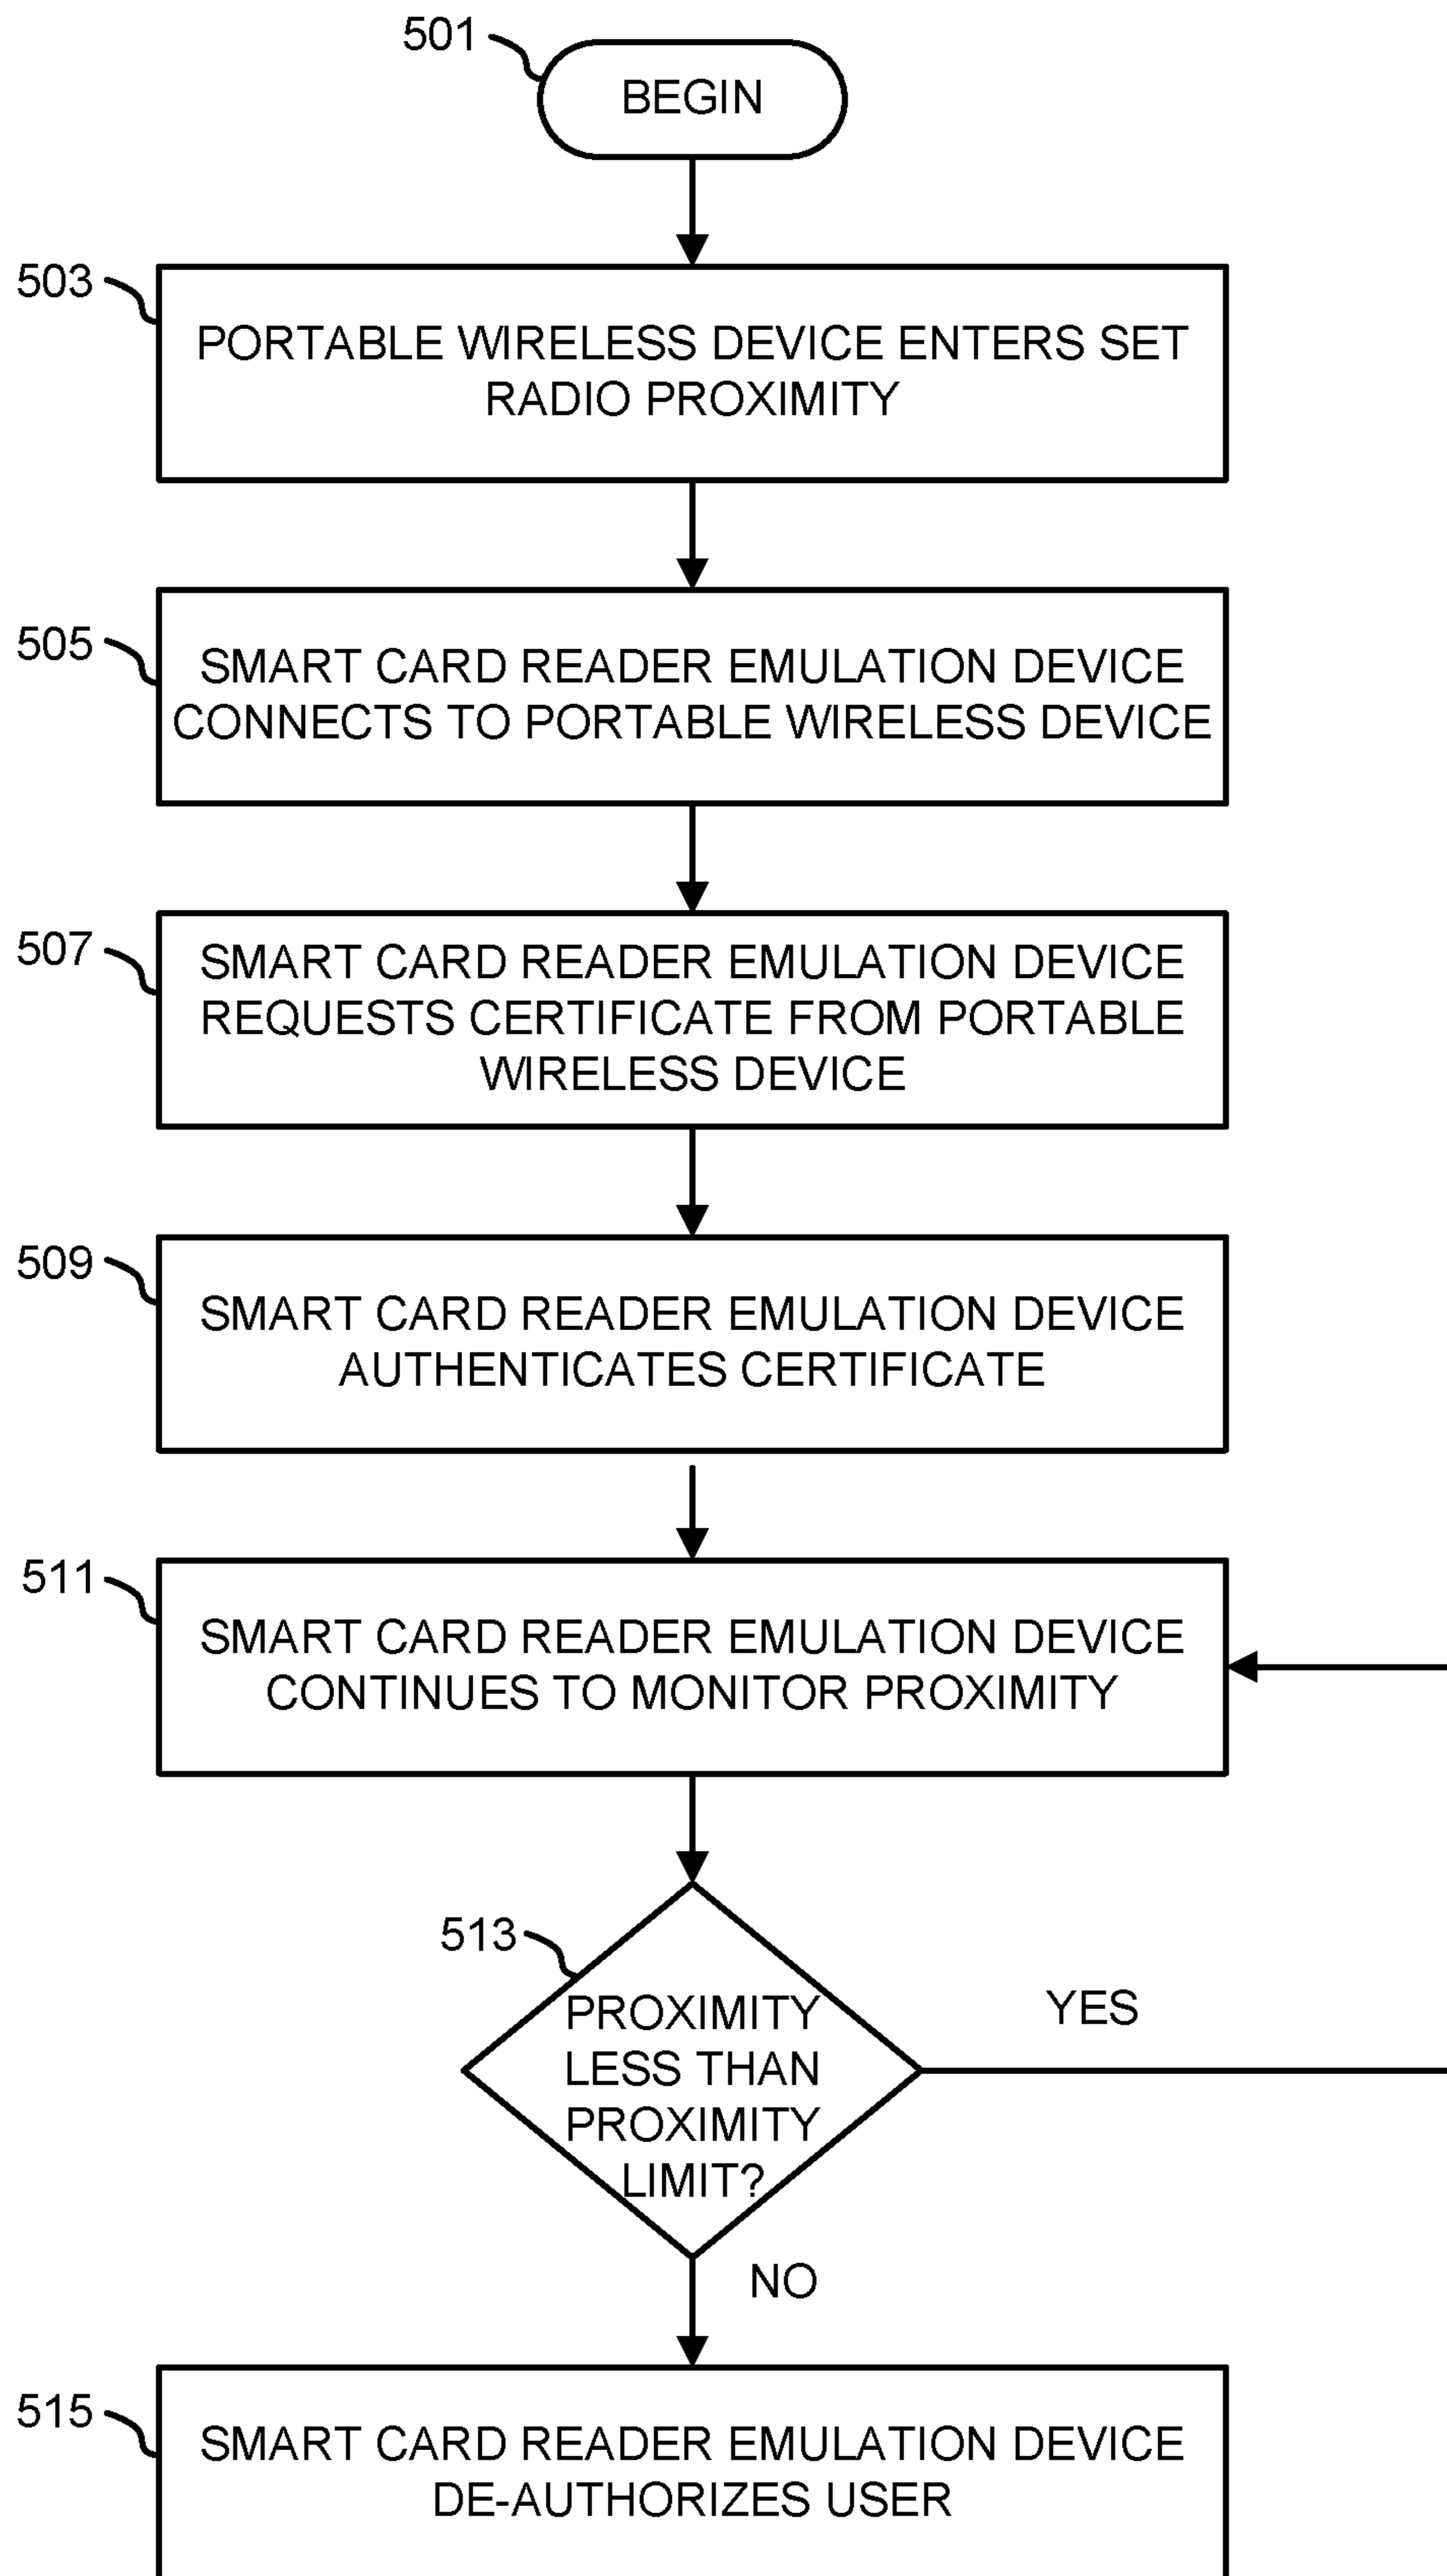 501
BEGIN
503
PORTABLE WIRELESS DEVICE ENTERS SET
RADIO PROXIMITY
505
SMART CARD READER EMULATION DEVICE
CONNECTS TO PORTABLE WIRELESS DEVICE
507
SMART CARD READER EMULATION DEVICE
REQUESTS CERTIFICATE FROM PORTABLE
WIRELESS DEVICE
509
SMART CARD READER EMULATION DEVICE
AUTHENTICATES CERTIFICATE
511
SMART CARD READER EMULATION DEVICE
CONTINUES TO MONITOR PROXIMITY
513
PROXIMITY
LESS THAN
PROXIMITY
LIMIT?
YES
NO
515
SMART CARD READER EMULATION DEVICE
DE-AUTHORIZES USER